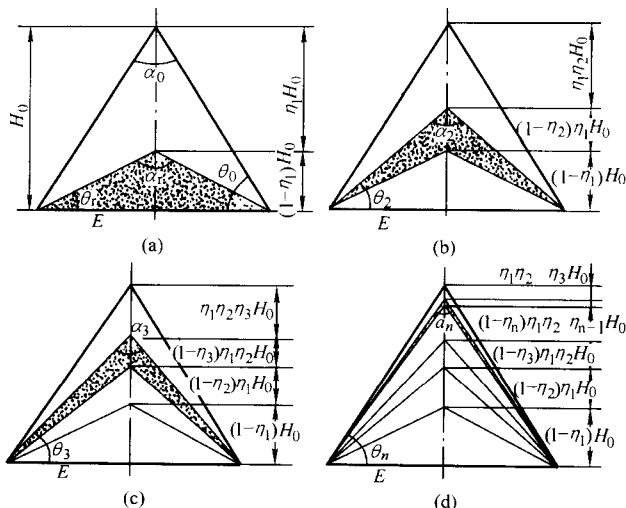 H₀
α₀
η₁H₀
α₁
θ₀
(1−η₁)H₀
θ₁
E
(a)
η₁η₂H₀
α₂
(1−η₂)η₁H₀
(1−η₁)H₀
θ₂
E
(b)
η₁η₂η₃H₀
α₃
(1−η₃)η₁η₂H₀
(1−η₂)η₁H₀
(1−η₁)H₀
θ₃
E
(c)
η₁η₂ η₃H₀
αₙ
(1−ηₙ)η₁η₂ ηₙ₋₁H₀
(1−η₃)η₁η₂H₀
(1−η₂)η₁H₀
(1−η₁)H₀
θₙ
E
(d)